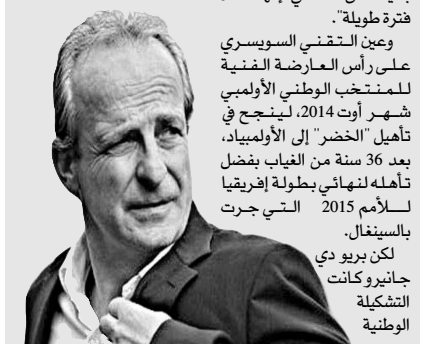 فترة طويلة".
وعين التقني السويسري
على رأس العارضة الفنية
للمنتخب الوطني الأولمبي
شهر أوت 2014، لينجح في
تأهيل "الخضر" إلى الأولمبياد،
بعد 36 سنة من الغياب بفضل
تأهله لنهائي بطولة إفريقيا
للأمم 2015 التي جرت
بالسينغال.
لكن بريو دي
جانيرو كانت
التشكيلة
الوطنية